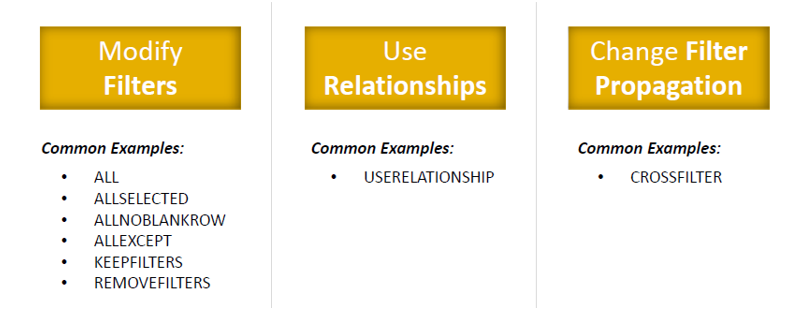 Modify
Filters
Common Examples:
• ALL
• ALLSELECTED
• ALLNOBLANKROW
• ALLEXCEPT
• KEEPFILTERS
• REMOVEFILTERS
Use
Relationships
Common Examples:
• USERELATIONSHIP
Change Filter
Propagation
Common Examples:
• CROSSFILTER